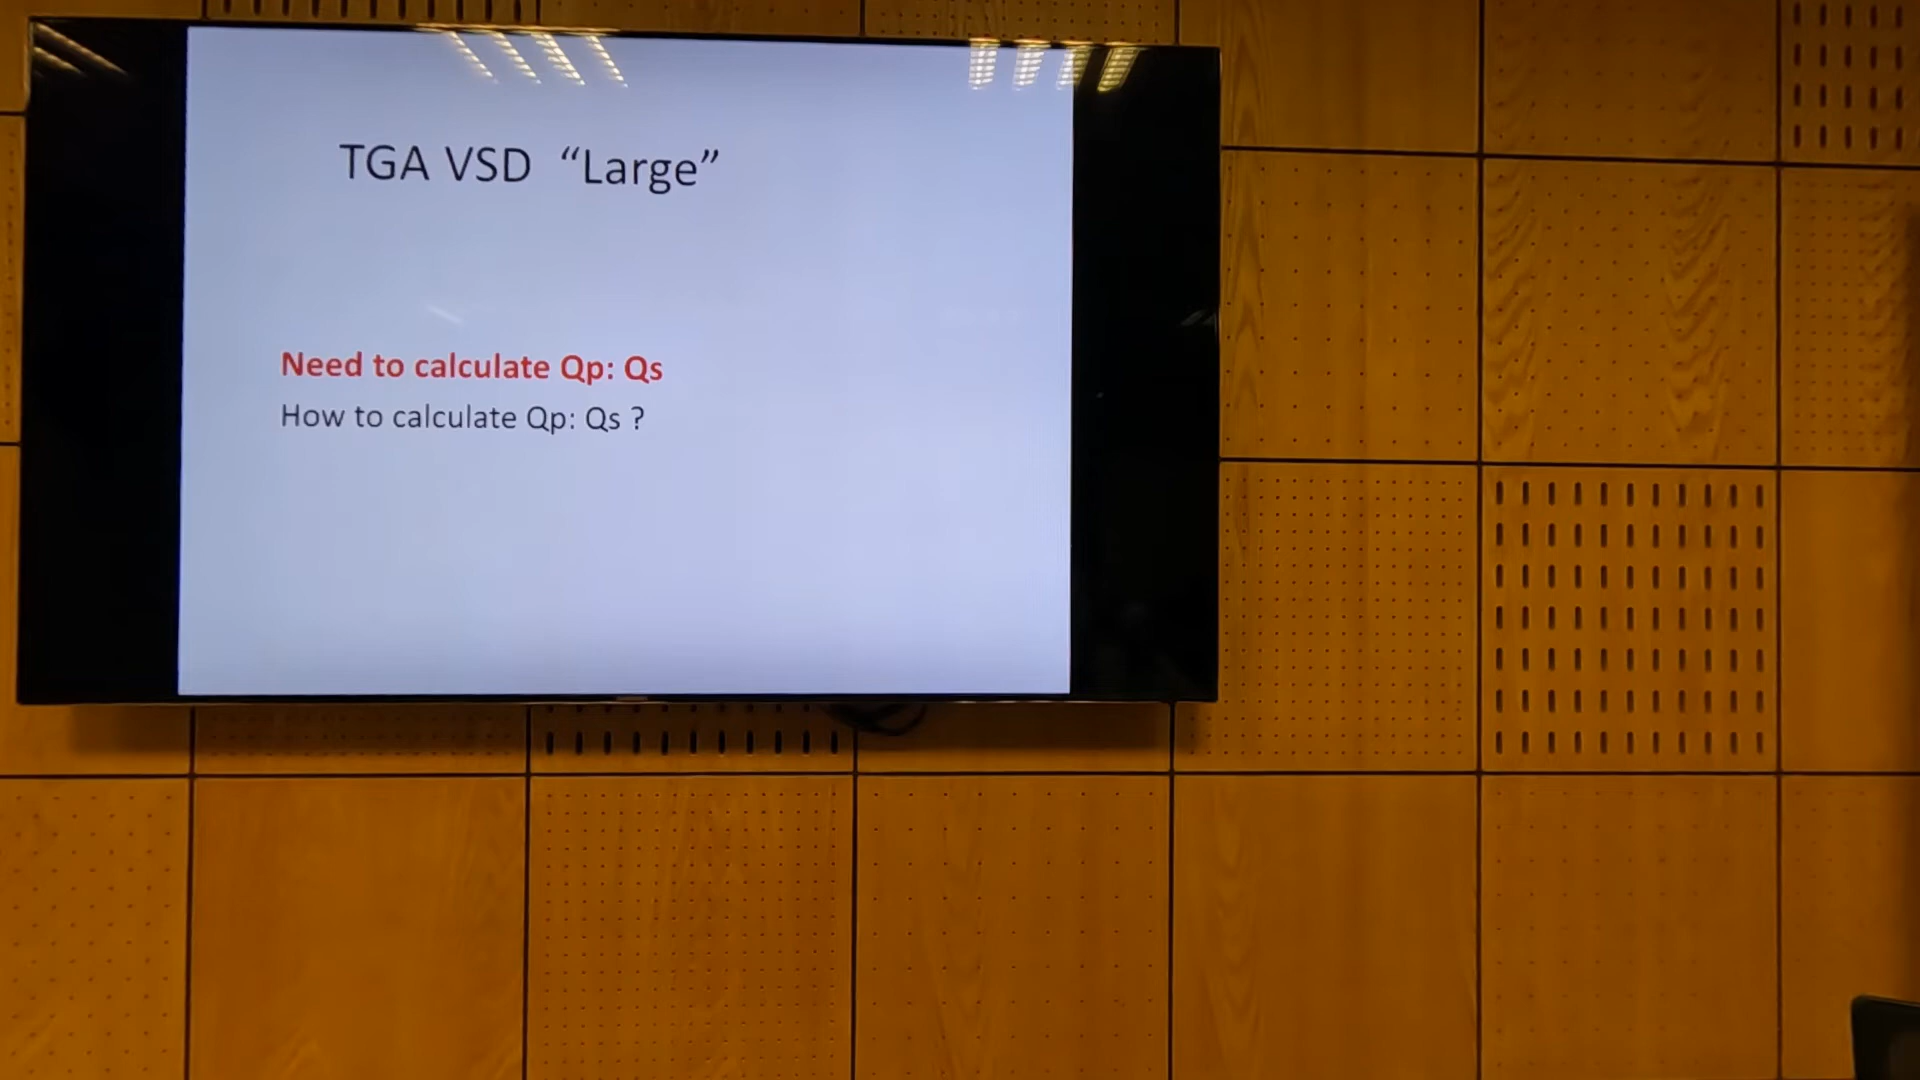 TGA VSD “Large”
Need to calculate Qp: Qs
How to calculate Qp: Qs ?